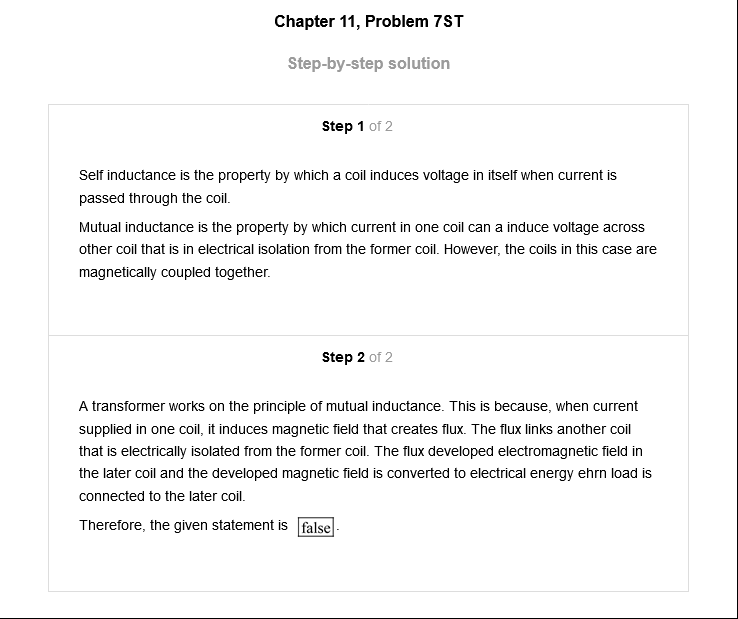 Chapter 11, Problem 7ST
Step-by-step solution
Step 1 of 2
Self inductance is the property by which a coil induces voltage in itself when current is
passed through the coil.
Mutual inductance is the property by which current in one coil can a induce voltage across
other coil that is in electrical isolation from the former coil. However, the coils in this case are
magnetically coupled together.
Step 2 of 2
A transformer works on the principle of mutual inductance. This is because, when current
supplied in one coil, it induces magnetic field that creates flux. The flux links another coil
that is electrically isolated from the former coil. The flux developed electromagnetic field in
the later coil and the developed magnetic field is converted to electrical energy ehrn load is
connected to the later coil.
Therefore, the given statement is false.